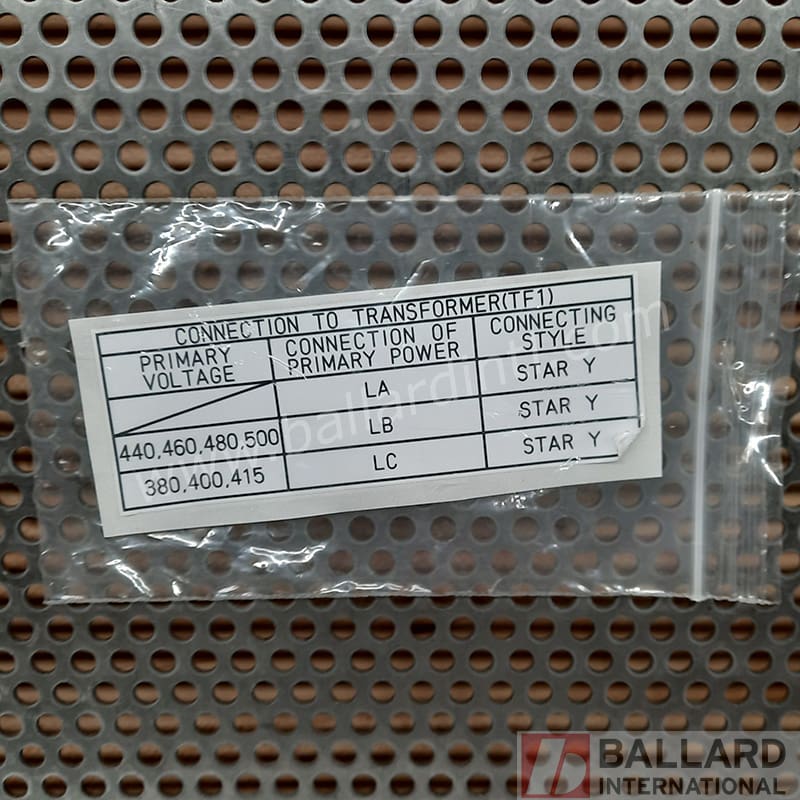 CONNECTION TO TRANSFORMER(TF1)
PRIMARY VOLTAGE CONNECTION OF PRIMARY POWER CONNECTING STYLE
LA STAR Y
440,460,480,500 LB STAR Y
380,400,415 LC STAR Y
www.ballardintl.com
BALLARD
INTERNATIONAL